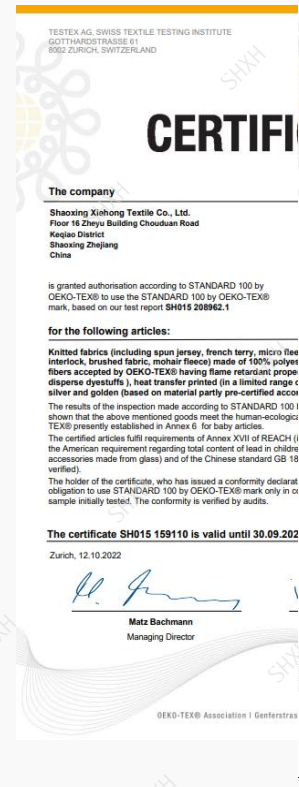 TESTEX AG, SWISS TEXTILE TESTING INSTITUTE
GOTTHARDSTRASSE 61
8002 ZURICH, SWITZERLAND
CERTIFI
The company
Shaoxing Xiehong Textile Co., Ltd.
Floor 16 Zheyu Building Chouduan Road
Keqiao District
Shaoxing Zhejiang
China
is granted authorisation according to STANDARD 100 by
OEKO-TEX® to use the STANDARD 100 by OEKO-TEX®
mark, based on our test report SH015 208962.1
for the following articles:
Knitted fabrics (including spun jersey, french terry, micro flee
interlock, brushed fabric, mohair fleece) made of 100% polyes
fibers accepted by OEKO-TEX® having flame retardant proper
disperse dyestuffs ), heat transfer printed (in a limited range c
silver and golden (based on material partly pre-certified accor
The results of the inspection made according to STANDARD 100 b
shown that the above mentioned goods meet the human-ecologica
TEX® presently established in Annex 6 for baby articles.
The certified articles fulfil requirements of Annex XVII of REACH (i
the American requirement regarding total content of lead in childre
accessories made from glass) and of the Chinese standard GB 18
verified).
The holder of the certificate, who has issued a conformity declarat
obligation to use STANDARD 100 by OEKO-TEX® mark only in co
sample initially tested. The conformity is verified by audits.
The certificate SH015 159110 is valid until 30.09.202
Zurich, 12.10.2022
Matz Bachmann
Managing Director
OEKO-TEX® Association | Genferstras
SHXH